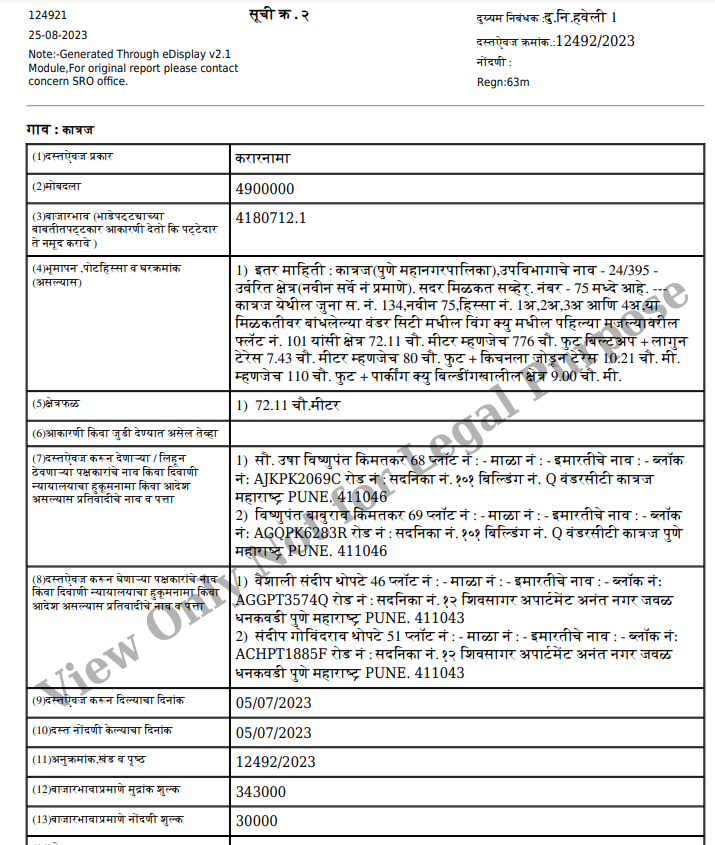 124921
25-08-2023
Note:-Generated Through eDisplay v2.1
Module,For original report please contact
concern SRO office.
सूची क्र. २
दुय्यम निबंधक :दु.नि.हवेली 1
दस्तऐवज क्रमांक.:12492/2023
नोंदणी :
Regn:63m
गाव : कात्रज
(1)दस्तऐवज प्रकार
करारनामा
(2)मोबदला
4900000
(3)बाजारभाव (भाडेपट्ट्याच्या
बाबतीतपट्टकार आकारणी देतो कि पट्टेदार
ते नमूद करावे )
4180712.1
(4)भूमापन ,पोटहिस्सा व घरक्रमांक
(असल्यास)
1) इतर माहिती : कात्रज(पुणे महानगरपालिका),उपविभागाचे नाव - 24/395 -
उर्वरित क्षेत्र(नवीन सर्वे नं प्रमाणे). सदर मिळकत सव्हेर्. नंबर - 75 मध्दे आहे. ---
कात्रज येथील जुना स. नं. 134,नवीन 75,हिस्सा नं. 1अ,2अ,3अ आणि 4अ,या
मिळकतीवर बांधलेल्या वंडर सिटी मधील विंग क्यु मधील पहिल्या मजल्यावरील
फ्लॅट नं. 101 यांसी क्षेत्र 72.11 चौ. मीटर म्हणजेच 776 चौ. फुट बिल्टअप + लागुन
टेरेस 7.43 चौ. मीटर म्हणजेच 80 चौ. फुट + किचनला जोडून टेरेस 10.21 चौ. मी.
म्हणजेच 110 चौ. फुट + पार्कींग क्यु बिल्डींगखालील क्षेत्र 9.00 चौ. मी.
(5)क्षेत्रफळ
1) 72.11 चौ.मीटर
(6)आकारणी किंवा जुडी देण्यात असेल तेव्हा
(7)दस्तऐवज करून देणाऱ्या / लिहून
ठेवणाऱ्या पक्षकारांचे नाव किंवा दिवाणी
न्यायालयाचा हुकूमनामा किंवा आदेश
असल्यास प्रतिवादीचे नाव व पत्ता
1) सौ. उषा विष्णुपंत किंमतकर 68 प्लॉट नं : - माळा नं : - इमारतीचे नाव : - ब्लॉक
नं: AJKPK2069C रोड नं : सदनिका नं. १०१ बिल्डिंग नं. Q वंडरसीटी कात्रज
महाराष्ट्र PUNE. 411046
2) विष्णुपंत बाबुराव किंमतकर 69 प्लॉट नं : - माळा नं : - इमारतीचे नाव : - ब्लॉक
नं: AGQPK6283R रोड नं : सदनिका नं. १०१ बिल्डिंग नं. Q वंडरसीटी कात्रज पुणे
महाराष्ट्र PUNE. 411046
(8)दस्तऐवज करून घेणाऱ्या पक्षकारांचे नाव
किंवा दिवाणी न्यायालयाचा हुकूमनामा किंवा
आदेश असल्यास प्रतिवादीचे नाव व पत्ता
1) वैशाली संदीप थोपटे 46 प्लॉट नं : - माळा नं : - इमारतीचे नाव : - ब्लॉक नं:
AGGPT3574Q रोड नं : सदनिका नं. १२ शिवसागर अपार्टमेंट अनंत नगर जवळ
धनकवडी पुणे महाराष्ट्र PUNE. 411043
2) संदीप गोविंदराव थोपटे 51 प्लॉट नं : - माळा नं : - इमारतीचे नाव : - ब्लॉक नं:
ACHPT1885F रोड नं : सदनिका नं. १२ शिवसागर अपार्टमेंट अनंत नगर जवळ
धनकवडी पुणे महाराष्ट्र PUNE. 411043
(9)दस्तऐवज करून दिल्याचा दिनांक
05/07/2023
(10)दस्त नोंदणी केल्याचा दिनांक
05/07/2023
(11)अनुक्रमांक,खंड व पृष्ठ
12492/2023
(12)बाजारभावाप्रमाणे मुद्रांक शुल्क
343000
(13)बाजारभावाप्रमाणे नोंदणी शुल्क
30000
View Only Not for Legal Purpose